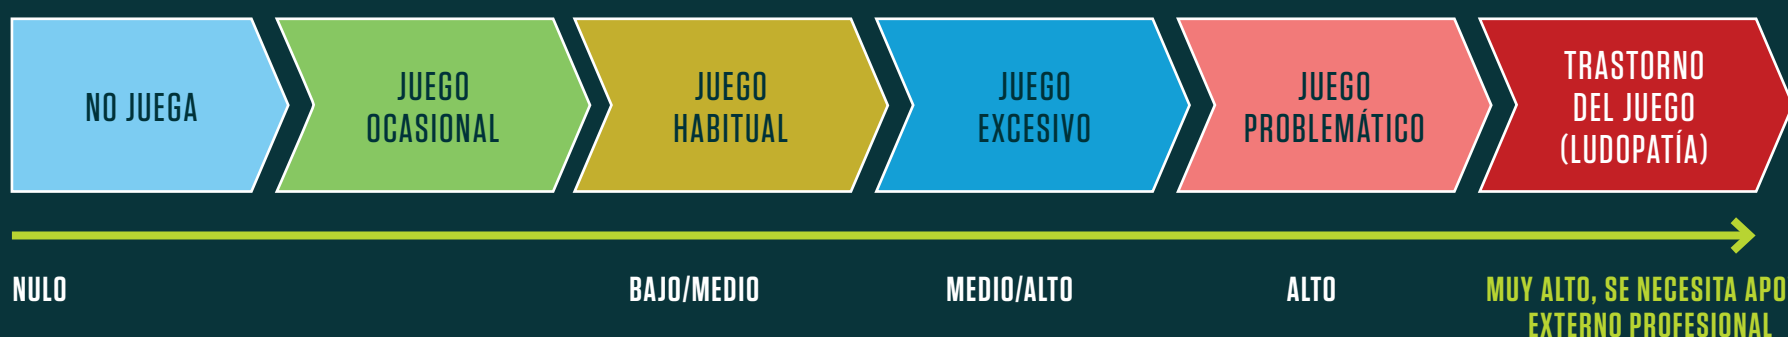 NO JUEGA
JUEGO
OCASIONAL
JUEGO
HABITUAL
JUEGO
EXCESIVO
JUEGO
PROBLEMÁTICO
TRASTORNO
DEL JUEGO
(LUDOPATÍA)
NULO
BAJO/MEDIO
MEDIO/ALTO
ALTO
MUY ALTO, SE NECESITA APO
EXTERNO PROFESIONAL